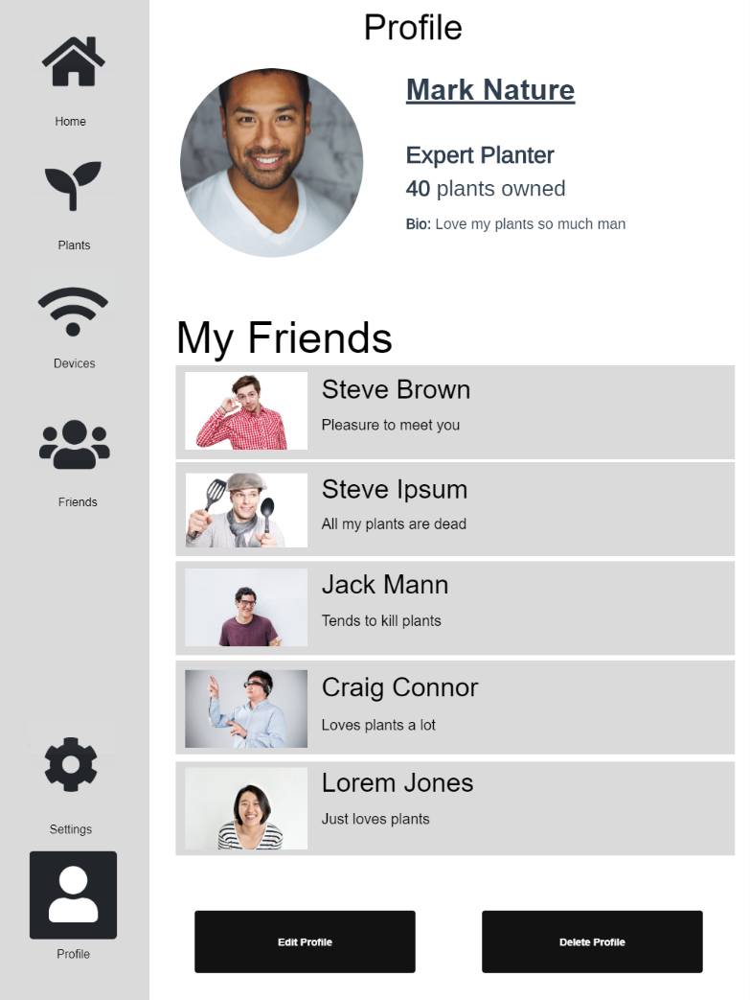 Profile
Home
Plants
Devices
Friends
Settings
Profile
Mark Nature
Expert Planter
40 plants owned
Bio: Love my plants so much man
My Friends
Steve Brown
Pleasure to meet you
Steve Ipsum
All my plants are dead
Jack Mann
Tends to kill plants
Craig Connor
Loves plants a lot
Lorem Jones
Just loves plants
Edit Profile
Delete Profile